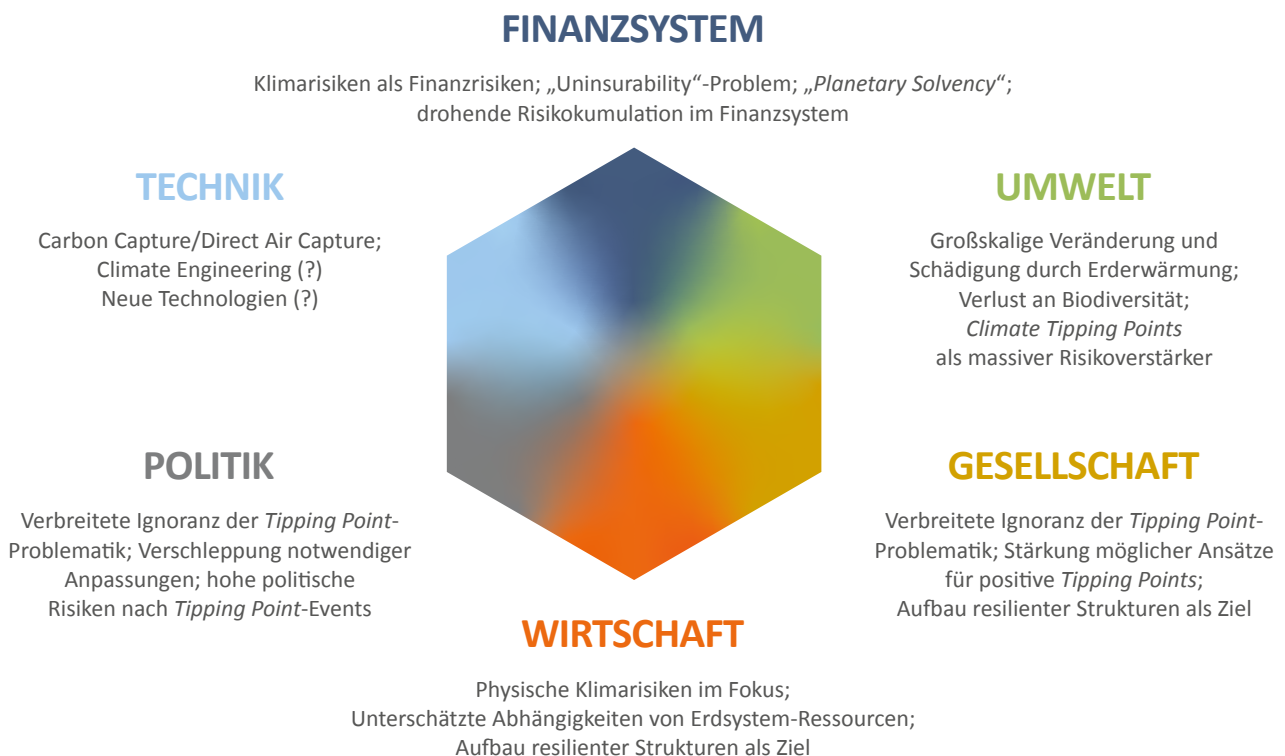 FINANZSYSTEM
Klimarisiken als Finanzrisiken; „Uninsurability“-Problem; „Planetary Solvency“;
drohende Risikokumulation im Finanzsystem
TECHNIK
Carbon Capture/Direct Air Capture;
Climate Engineering (?)
Neue Technologien (?)
UMWELT
Großskalige Veränderung und
Schädigung durch Erderwärmung;
Verlust an Biodiversität;
Climate Tipping Points
als massiver Risikoverstärker
POLITIK
Verbreitete Ignoranz der Tipping Point-
Problematik; Verschleppung notwendiger
Anpassungen; hohe politische
Risiken nach Tipping Point-Events
GESELLSCHAFT
Verbreitete Ignoranz der Tipping Point-
Problematik; Stärkung möglicher Ansätze
für positive Tipping Points;
Aufbau resilienter Strukturen als Ziel
WIRTSCHAFT
Physische Klimarisiken im Fokus;
Unterschätzte Abhängigkeiten von Erdsystem-Ressourcen;
Aufbau resilienter Strukturen als Ziel